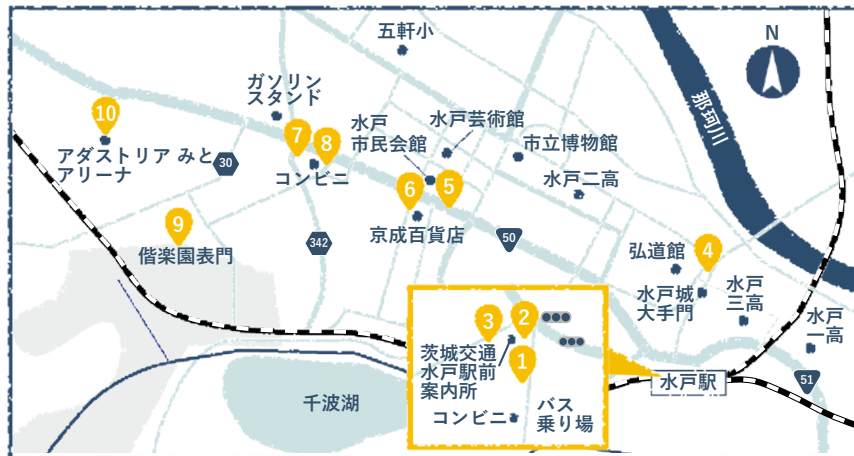 五軒小
N
ガソリン
スタンド
那珂川
10
水戸
市民会館
水戸芸術館
7
8
市立博物館
アダストリア みと
アリーナ
30
コンビニ
水戸二高
6
5
9
京成百貨店
342
50
偕楽園表門
弘道館
4
水戸城
大手門
水戸
三高
水戸
一高
3
2
茨城交通
水戸駅前
案内所
1
コンビニ
バス
乗り場
水戸駅
51
千波湖